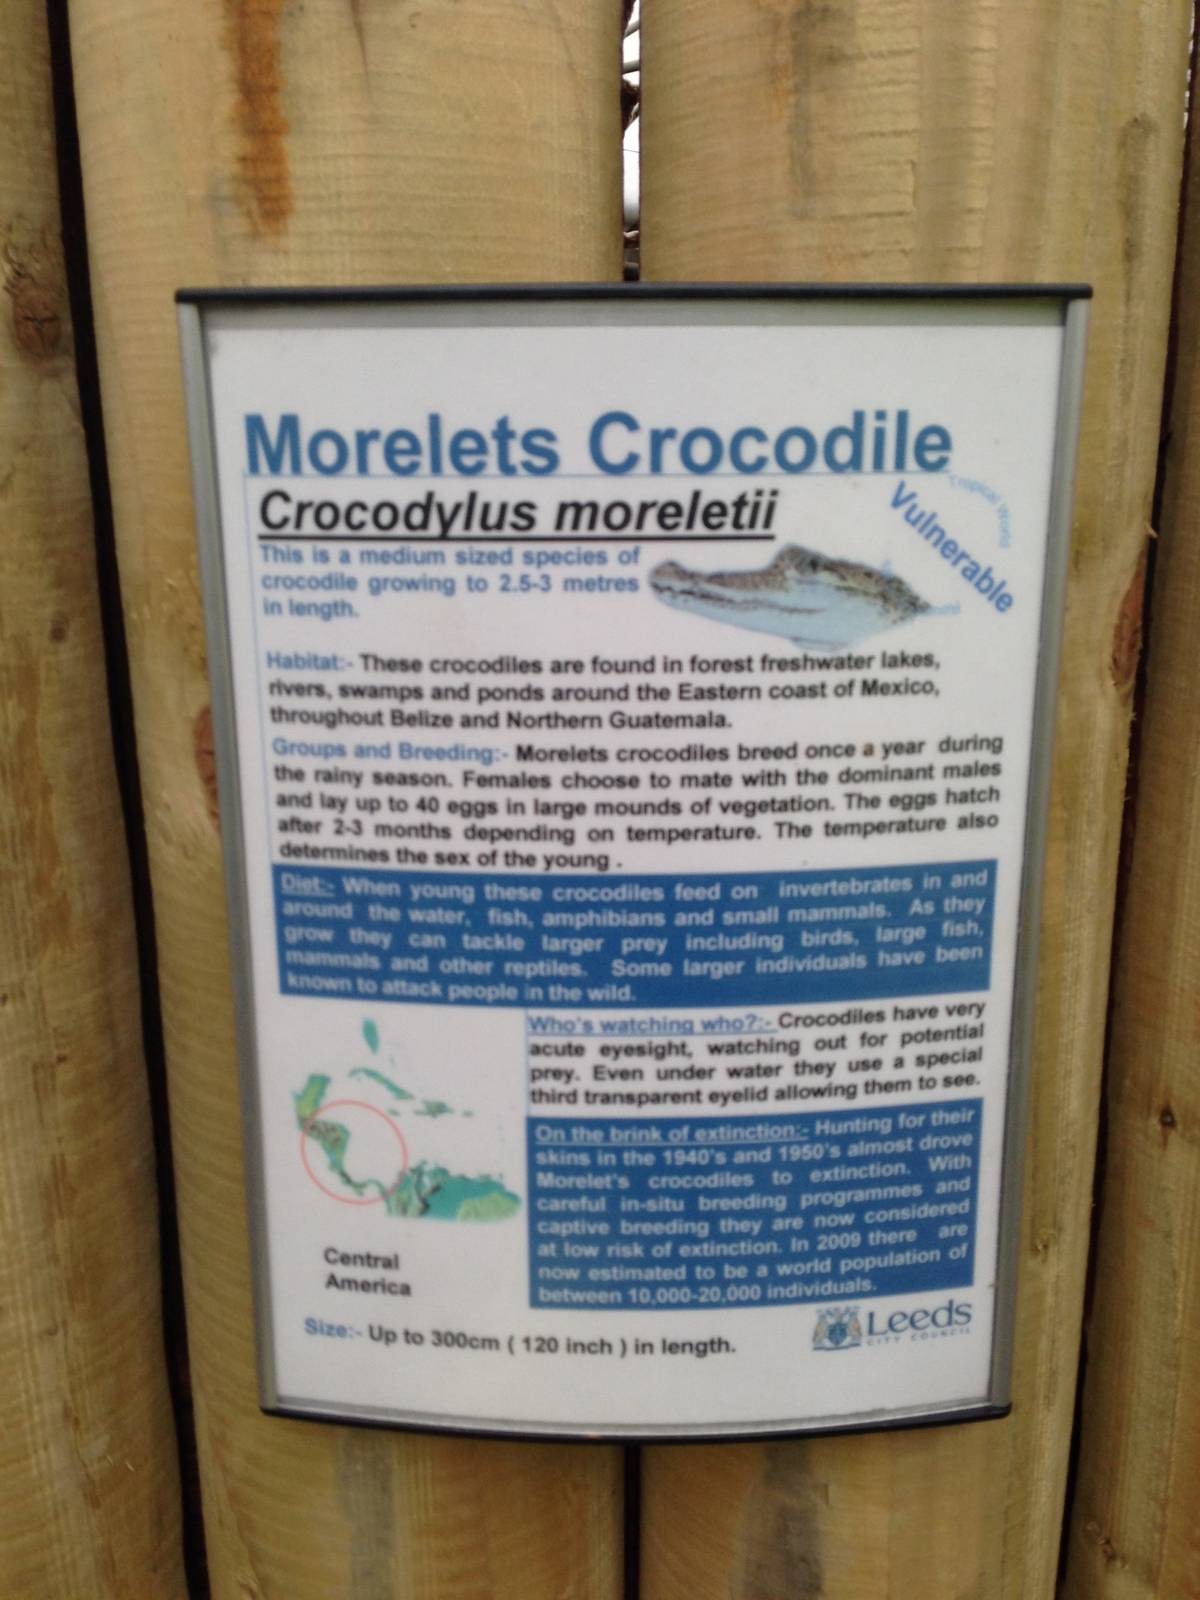 Morelets Crocodile
Tropical World
Vulnerable
Crocodylus moreletii
This is a medium sized species of
crocodile growing to 2.5-3 metres
in length.
Habitat:- These crocodiles are found in forest freshwater lakes,
rivers, swamps and ponds around the Eastern coast of Mexico,
throughout Belize and Northern Guatemala.
Groups and Breeding:- Morelets crocodiles breed once a year during
the rainy season. Females choose to mate with the dominant males
and lay up to 40 eggs in large mounds of vegetation. The eggs hatch
after 2-3 months depending on temperature. The temperature also
determines the sex of the young .
Diet:- When young these crocodiles feed on invertebrates in and
around the water, fish, amphibians and small mammals. As they
grow they can tackle larger prey including birds, large fish,
mammals and other reptiles. Some larger individuals have been
known to attack people in the wild.
Who's watching who?:- Crocodiles have very
acute eyesight, watching out for potential
prey. Even under water they use a special
third transparent eyelid allowing them to see.
On the brink of extinction:- Hunting for their
skins in the 1940's and 1950's almost drove
Morelet's crocodiles to extinction. With
careful in-situ breeding programmes and
captive breeding they are now considered
at low risk of extinction. In 2009 there are
now estimated to be a world population of
between 10,000-20,000 individuals.
Central
America
Size:- Up to 300cm ( 120 inch ) in length.
Leeds
CITY COUNCIL